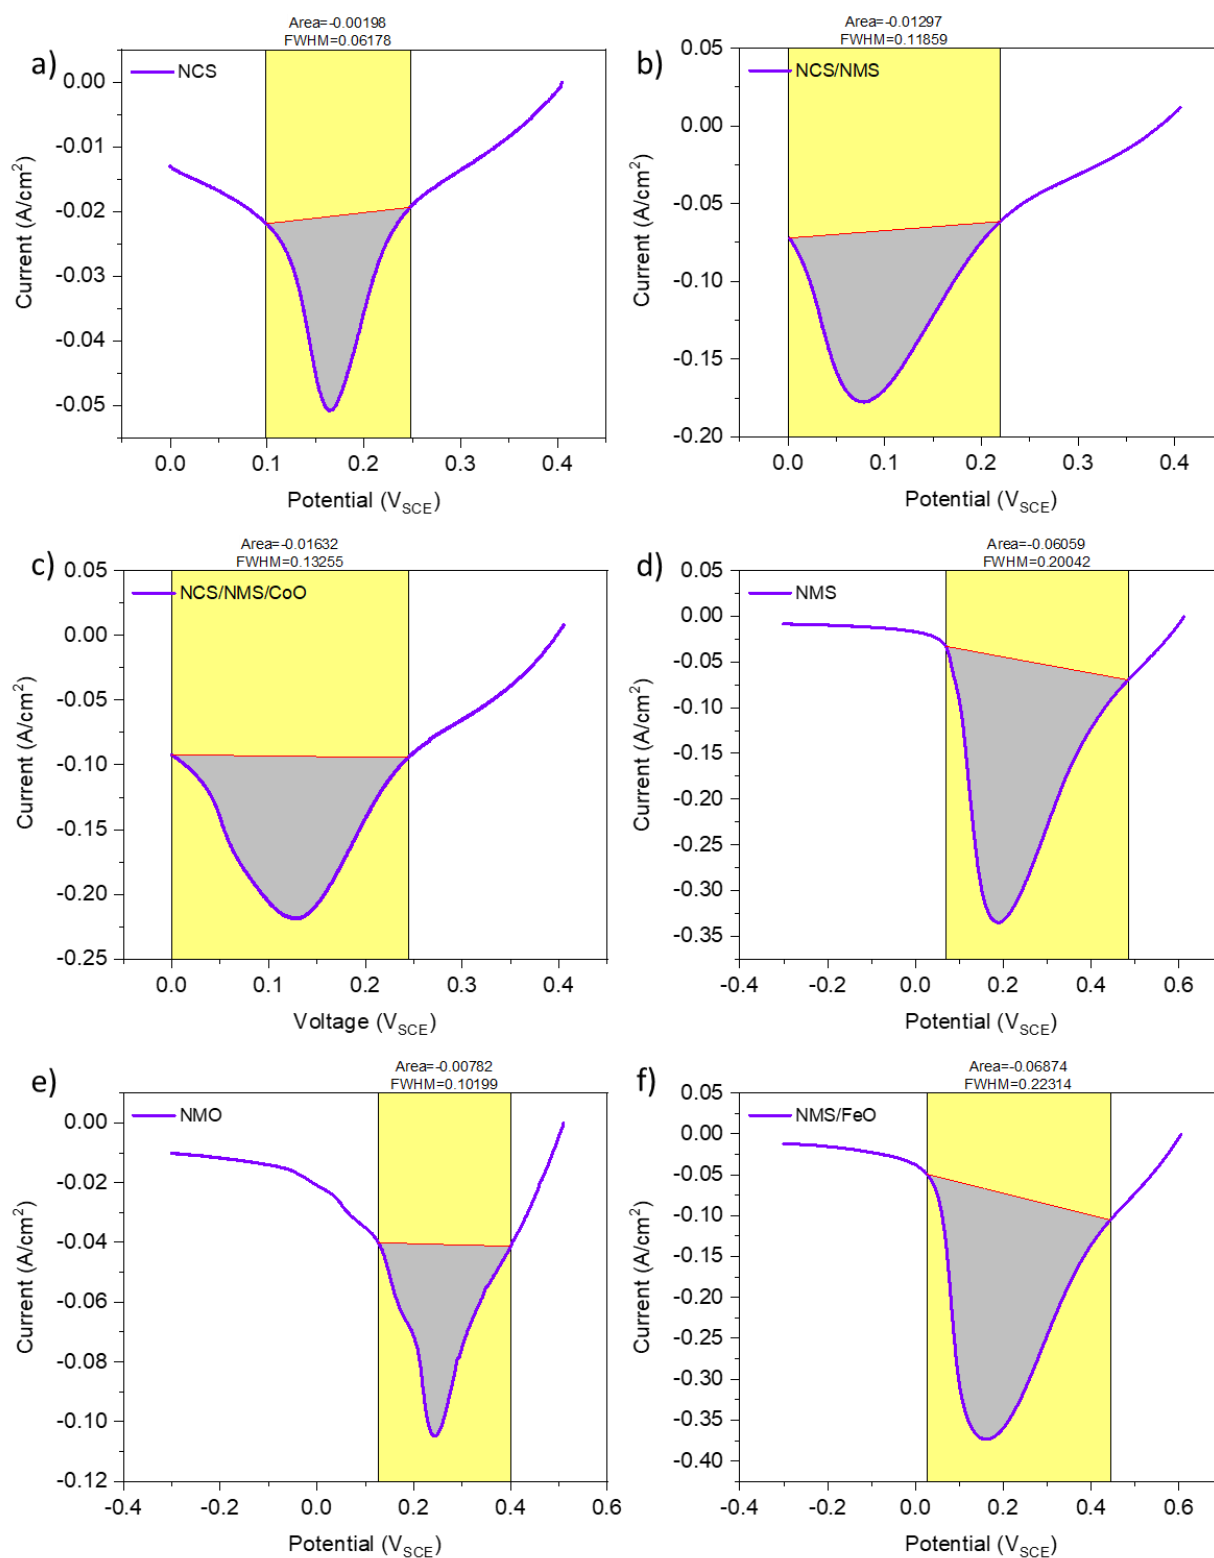 Area=-0.00198
FWHM=0.06178
a)
NCS
0.00
-0.01
-0.02
-0.03
-0.04
-0.05
Current (A/cm²)
0.0 0.1 0.2 0.3 0.4
Potential (V_SCE)
Area=-0.01297
FWHM=0.11859
b)
NCS/NMS
0.05
0.00
-0.05
-0.10
-0.15
-0.20
Current (A/cm²)
0.0 0.1 0.2 0.3 0.4
Potential (V_SCE)
Area=-0.01632
FWHM=0.13255
c)
NCS/NMS/CoO
0.05
0.00
-0.05
-0.10
-0.15
-0.20
-0.25
Current (A/cm²)
0.0 0.1 0.2 0.3 0.4
Voltage (V_SCE)
Area=-0.06059
FWHM=0.20042
d)
NMS
0.05
0.00
-0.05
-0.10
-0.15
-0.20
-0.25
-0.30
-0.35
Current (A/cm²)
-0.4 -0.2 0.0 0.2 0.4 0.6
Potential (V_SCE)
Area=-0.00782
FWHM=0.10199
e)
NMO
0.00
-0.02
-0.04
-0.06
-0.08
-0.10
-0.12
Current (A/cm²)
-0.4 -0.2 0.0 0.2 0.4 0.6
Potential (V_SCE)
Area=-0.06874
FWHM=0.22314
f)
NMS/FeO
0.05
0.00
-0.05
-0.10
-0.15
-0.20
-0.25
-0.30
-0.35
-0.40
Current (A/cm²)
-0.4 -0.2 0.0 0.2 0.4 0.6
Potential (V_SCE)